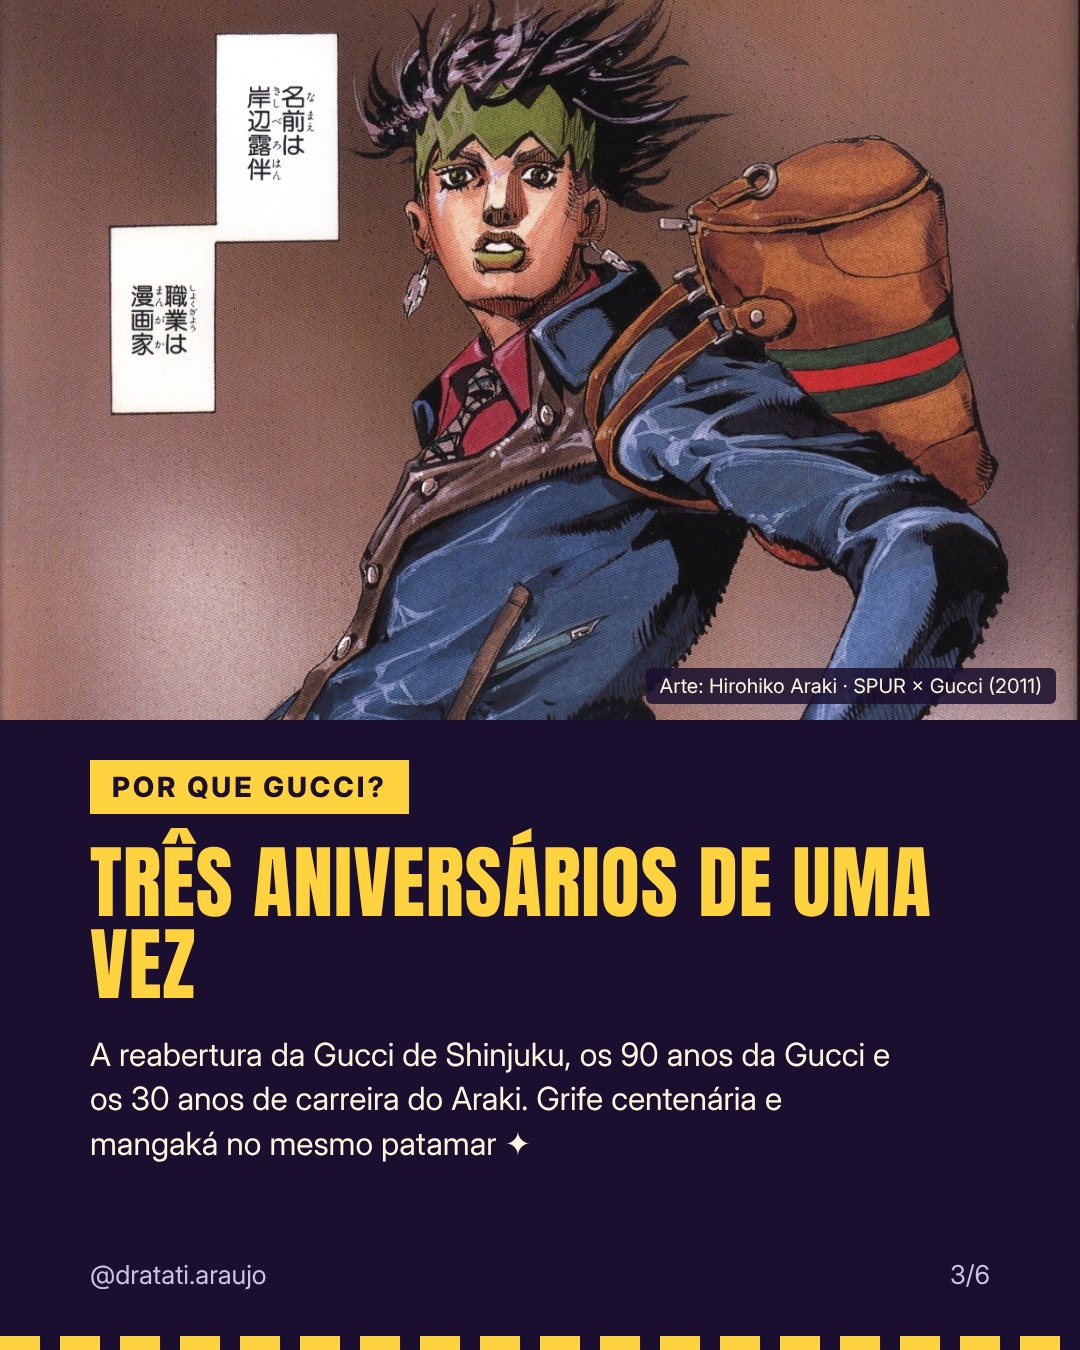 名前は
岸辺露伴
職業は
漫画家
Arte: Hirohiko Araki · SPUR × Gucci (2011)
POR QUE GUCCI?
TRÊS ANIVERSÁRIOS DE UMA
VEZ
A reabertura da Gucci de Shinjuku, os 90 anos da Gucci e
os 30 anos de carreira do Araki. Grife centenária e
mangaká no mesmo patamar ✦
@dratati.araujo
3/6